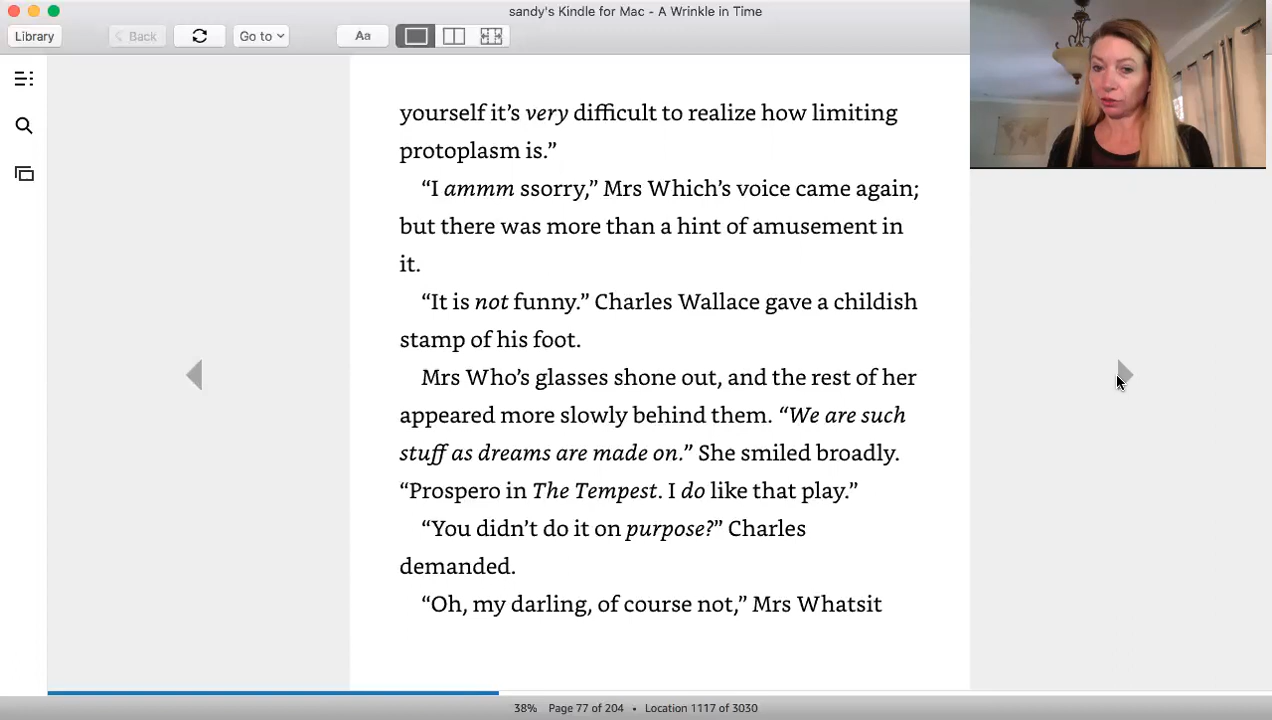 sandy's Kindle for Mac - A Wrinkle in Time
Library
Back
Go to
Aa
yourself it’s very difficult to realize how limiting
protoplasm is.”
“I ammm ssorry,” Mrs Which’s voice came again;
but there was more than a hint of amusement in
it.
“It is not funny.” Charles Wallace gave a childish
stamp of his foot.
Mrs Who’s glasses shone out, and the rest of her
appeared more slowly behind them. “We are such
stuff as dreams are made on.” She smiled broadly.
“Prospero in The Tempest. I do like that play.”
“You didn’t do it on purpose?” Charles
demanded.
“Oh, my darling, of course not,” Mrs Whatsit
38% Page 77 of 204 • Location 1117 of 3030